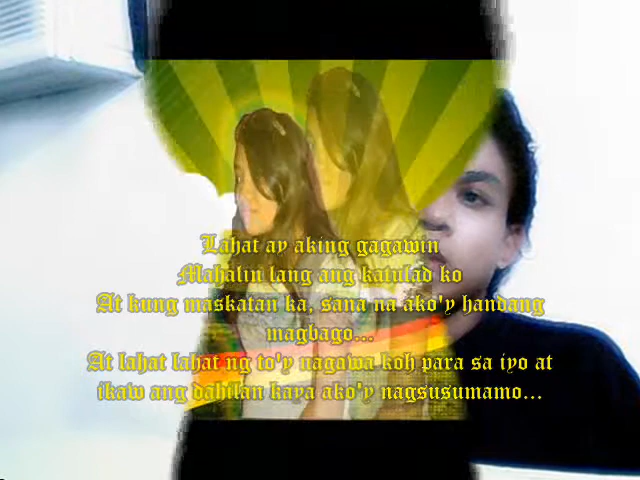 Lahat ay aking gagawin
Mahalin lang ang katulad ko
At kung maskatan ka, sana na ako'y handang
magbago...
At lahat lahat ng to'y nagawa koh para sa iyo at
ikaw ang dahilan kaya ako'y nagsusumamo...